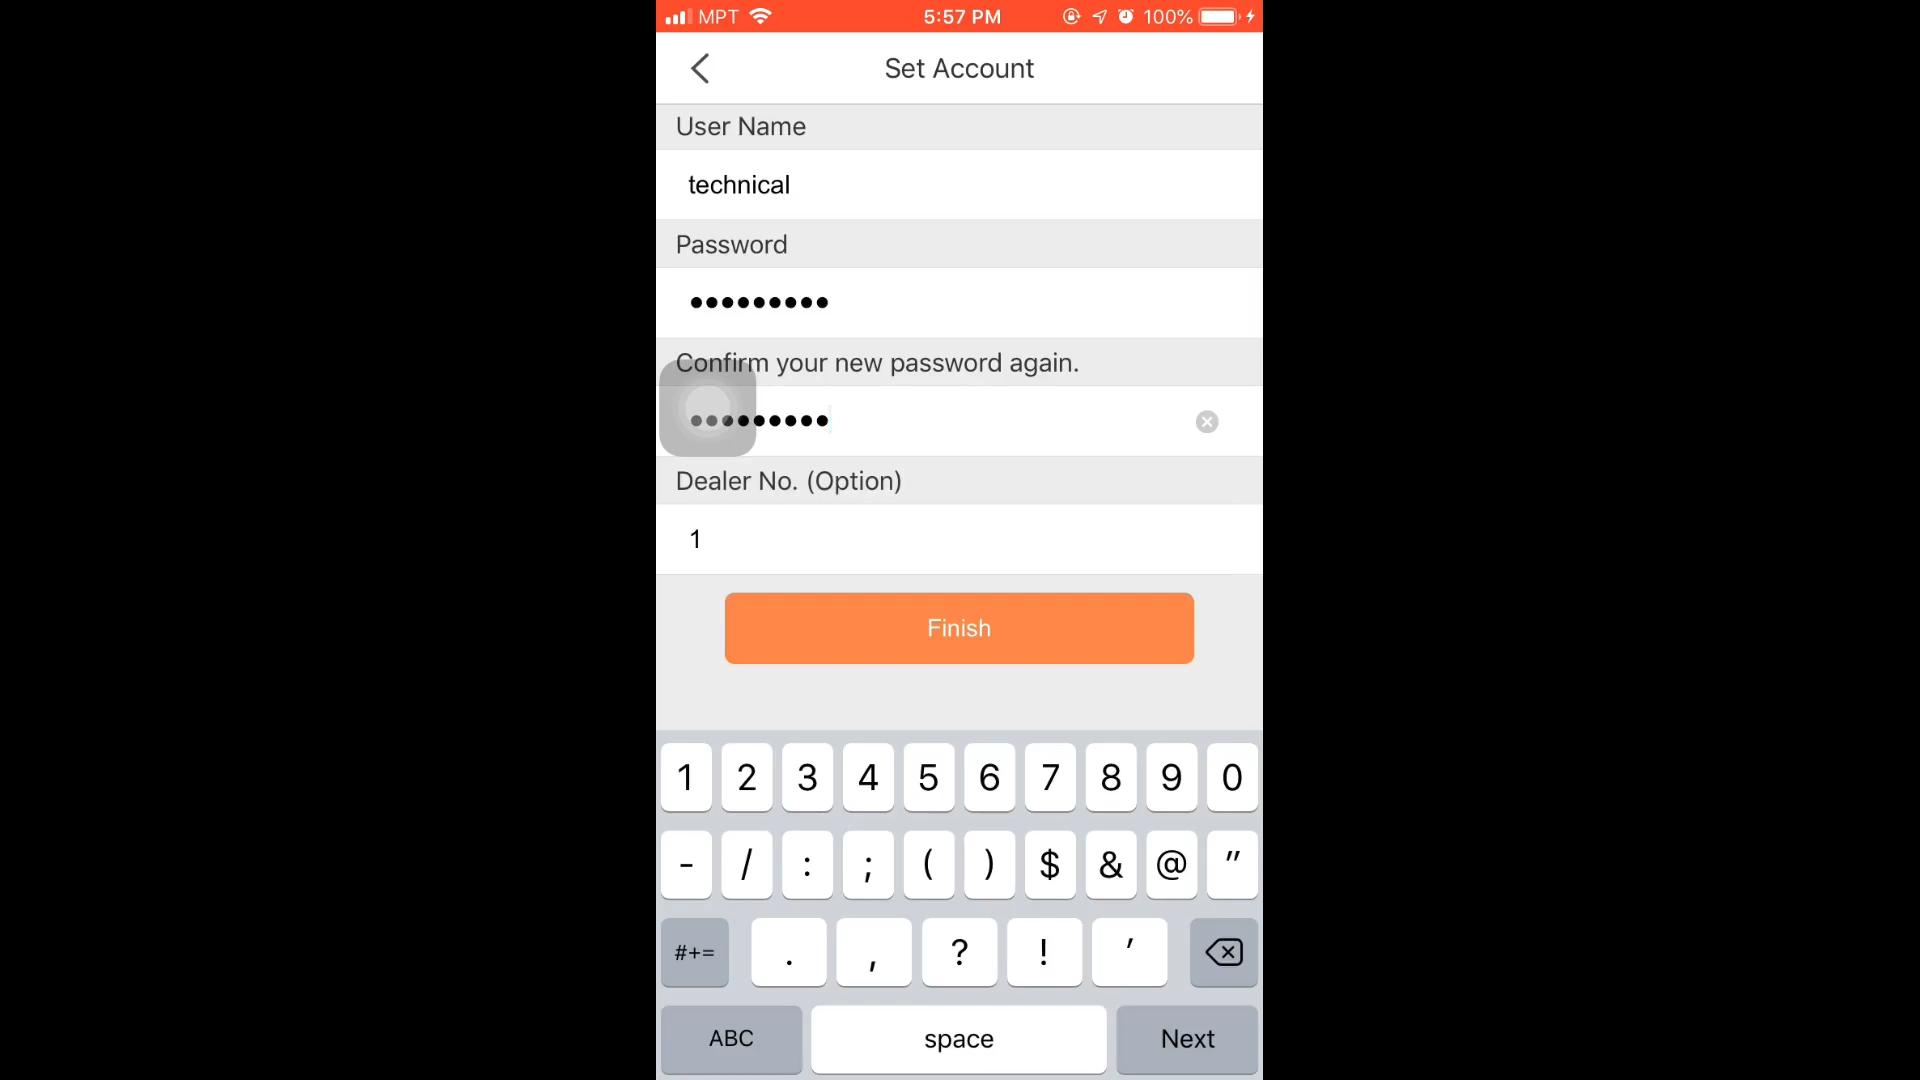 MPT 5:57 PM 100%
Set Account
User Name
technical
Password
•••••••••
Confirm your new password again.
•••••••••
Dealer No. (Option)
1
Finish
1 2 3 4 5 6 7 8 9 0
- / : ; ( ) $ & @ "
#+= . , ? ! '
ABC space Next